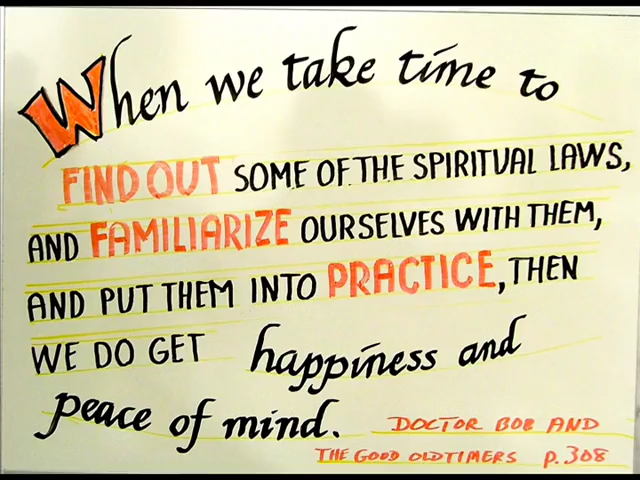 When we take time to
FIND OUT SOME OF THE SPIRITUAL LAWS,
AND FAMILIARIZE OURSELVES WITH THEM,
AND PUT THEM INTO PRACTICE, THEN
WE DO GET happiness and
peace of mind. DOCTOR BOB AND
THE GOOD OLDTIMERS p. 308